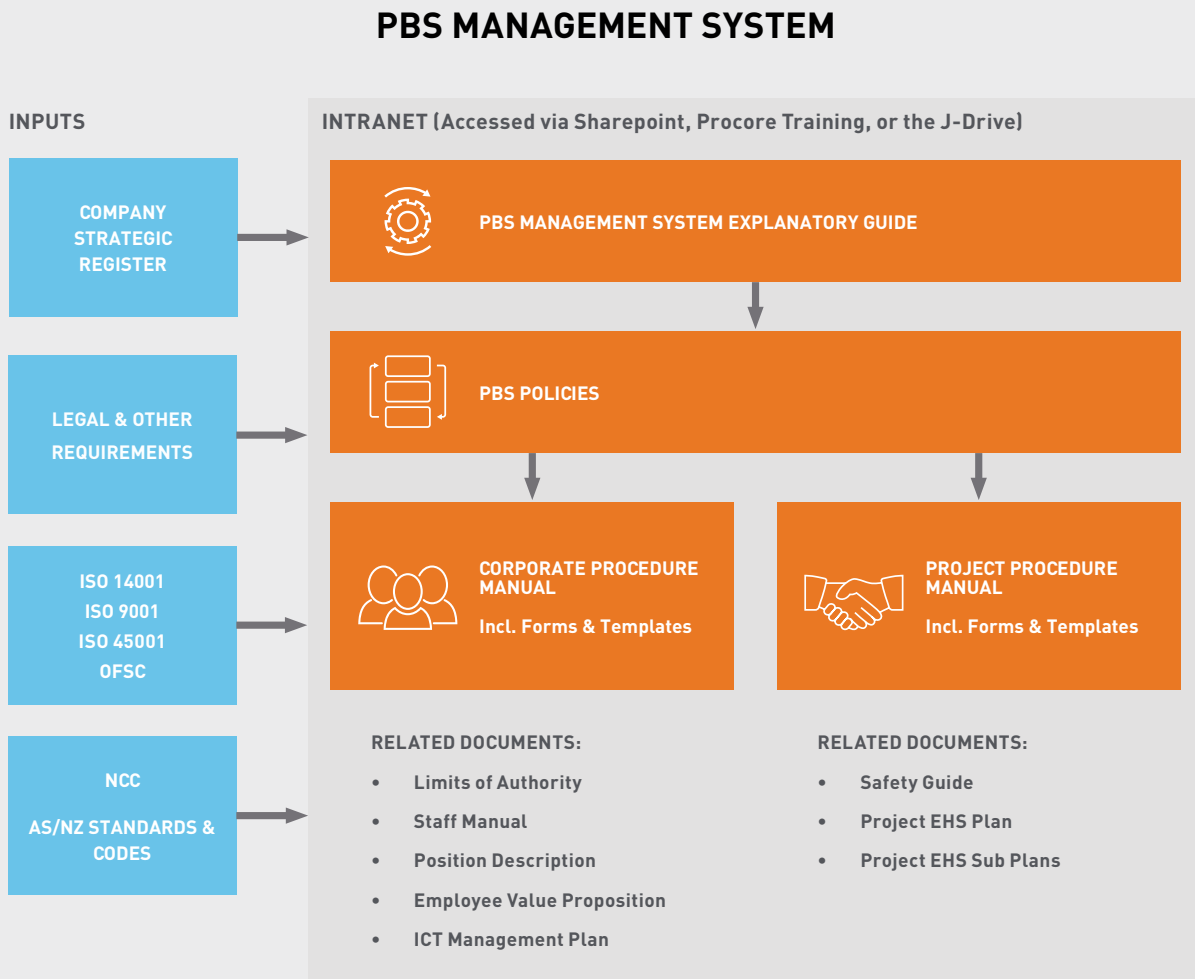 PBS MANAGEMENT SYSTEM
INPUTS
COMPANY
STRATEGIC
REGISTER
LEGAL & OTHER
REQUIREMENTS
ISO 14001
ISO 9001
ISO 45001
OFSC
NCC
AS/NZ STANDARDS &
CODES
INTRANET (Accessed via Sharepoint, Procore Training, or the J-Drive)
PBS MANAGEMENT SYSTEM EXPLANATORY GUIDE
PBS POLICIES
CORPORATE PROCEDURE
MANUAL
Incl. Forms & Templates
RELATED DOCUMENTS:
• Limits of Authority
• Staff Manual
• Position Description
• Employee Value Proposition
• ICT Management Plan
PROJECT PROCEDURE
MANUAL
Incl. Forms & Templates
RELATED DOCUMENTS:
• Safety Guide
• Project EHS Plan
• Project EHS Sub Plans